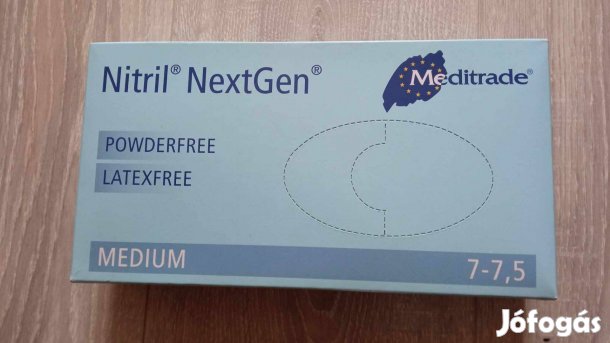 Nitril® NextGen®
Meditrade®
POWDERFREE
LATEXFREE
MEDIUM 7-7,5
Jófogás